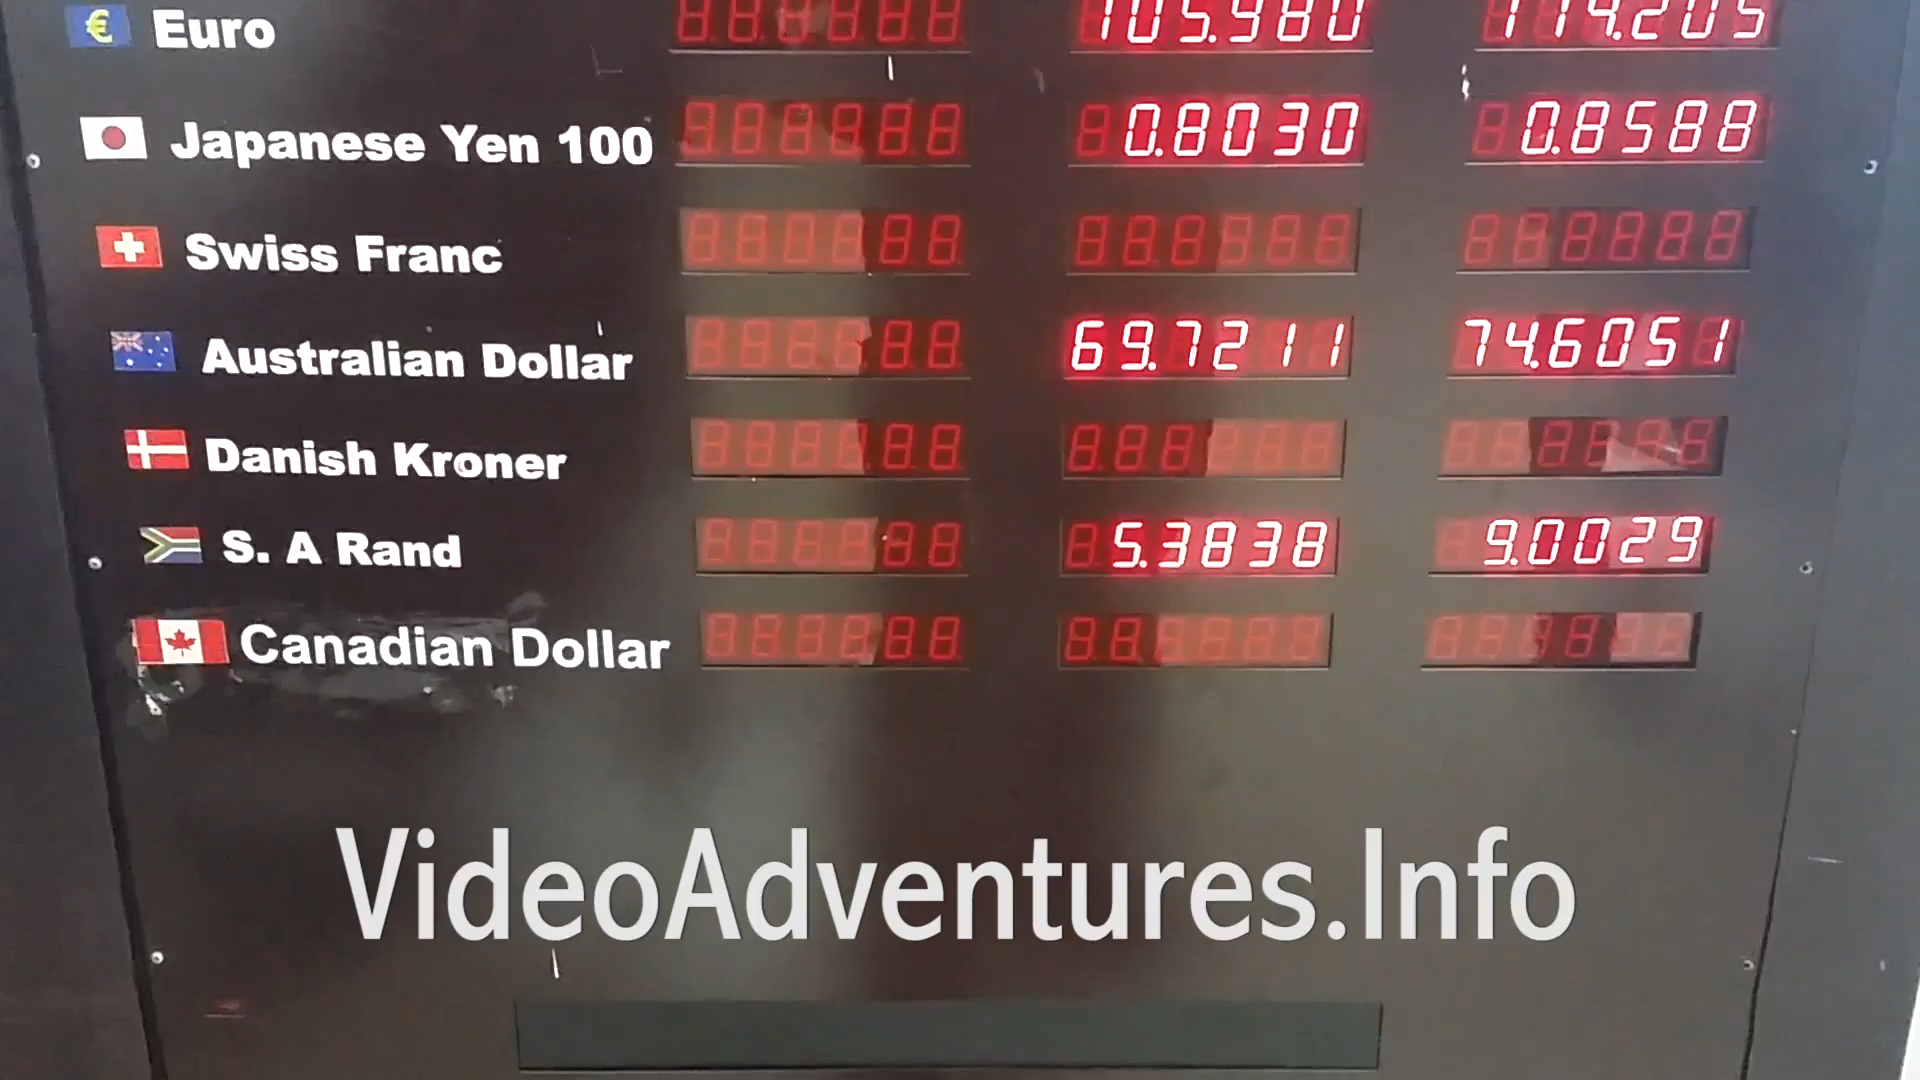 Euro 105.980 114.205
Japanese Yen 100 0.8030 0.8588
Swiss Franc
Australian Dollar 69.7211 74.6051
Danish Kroner
S. A Rand 5.3838 9.0029
Canadian Dollar
VideoAdventures.Info